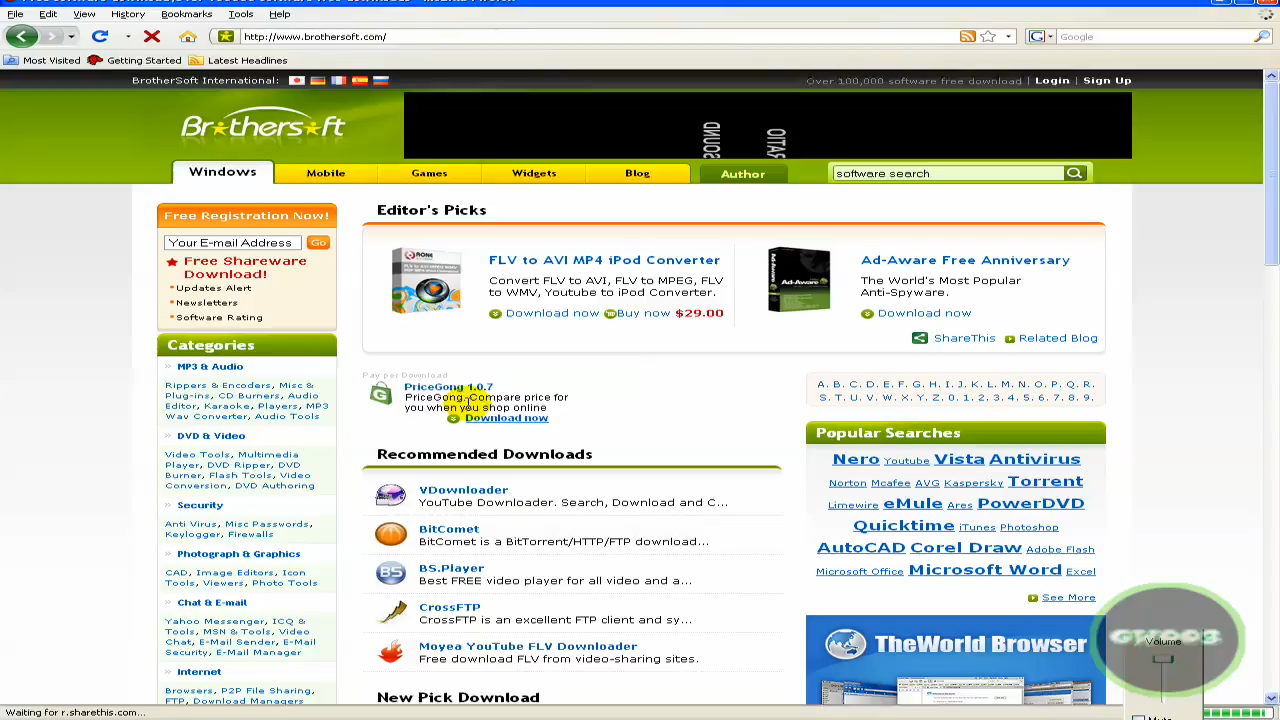 File Edit View History Bookmarks Tools Help
http://www.brothersoft.com/
Google
Most Visited Getting Started Latest Headlines
BrotherSoft International:
Over 100,000 software free download | Login | Sign Up
Brothersoft
SOUND
PATIO
Windows Mobile Games Widgets Blog Author
software search
Free Registration Now!
Your E-mail Address Go
Free Shareware
Download!
Updates Alert
Newsletters
Software Rating
Categories
MP3 & Audio
Rippers & Encoders, Misc &
Plug-ins, CD Burners, Audio
Editor, Karaoke, Players, MP3
Wav Converter, Audio Tools
DVD & Video
Video Tools, Multimedia
Player, DVD Ripper, DVD
Burner, Flash Tools, Video
Conversion, DVD Authoring
Security
Anti Virus, Misc Passwords,
Keylogger, Firewalls
Photograph & Graphics
CAD, Image Editors, Icon
Tools, Viewers, Photo Tools
Chat & E-mail
Yahoo Messenger, ICQ &
Tools, MSN & Tools, Video
Chat, E-Mail Sender, E-Mail
Security, E-Mail Manager
Internet
Browsers, P2P File Sharing
FTP, Download Managers
Editor's Picks
FLV to AVI MP4 iPod Converter
Convert FLV to AVI, FLV to MPEG, FLV
to WMV, Youtube to iPod Converter.
Download now Buy now $29.00
Ad-Aware
Ad-Aware Free Anniversary
The World's Most Popular
Anti-Spyware.
Download now
ShareThis Related Blog
Pay per Download
PriceGong 1.0.7
PriceGong. Compare price for
you when you shop online
Download now
Recommended Downloads
VDownloader
YouTube Downloader. Search, Download and C...
BitComet
BitComet is a BitTorrent/HTTP/FTP download...
BS BS.Player
Best FREE video player for all video and a...
CrossFTP
CrossFTP is an excellent FTP client and sy...
Moyea YouTube FLV Downloader
Free download FLV from video-sharing sites.
New Pick Download
A. B. C. D. E. F. G. H. I. J. K. L. M. N. O. P. Q. R.
S. T. U. V. W. X. Y. Z. 0. 1. 2. 3. 4. 5. 6. 7. 8. 9.
Popular Searches
Nero Youtube Vista Antivirus
Norton Mcafee AVG Kaspersky Torrent
Limewire eMule Ares PowerDVD
Quicktime iTunes Photoshop
AutoCAD Corel Draw Adobe Flash
Microsoft Office Microsoft Word Excel
See More
TheWorld Browser
Volume
Mute
Waiting for r.sharethis.com...